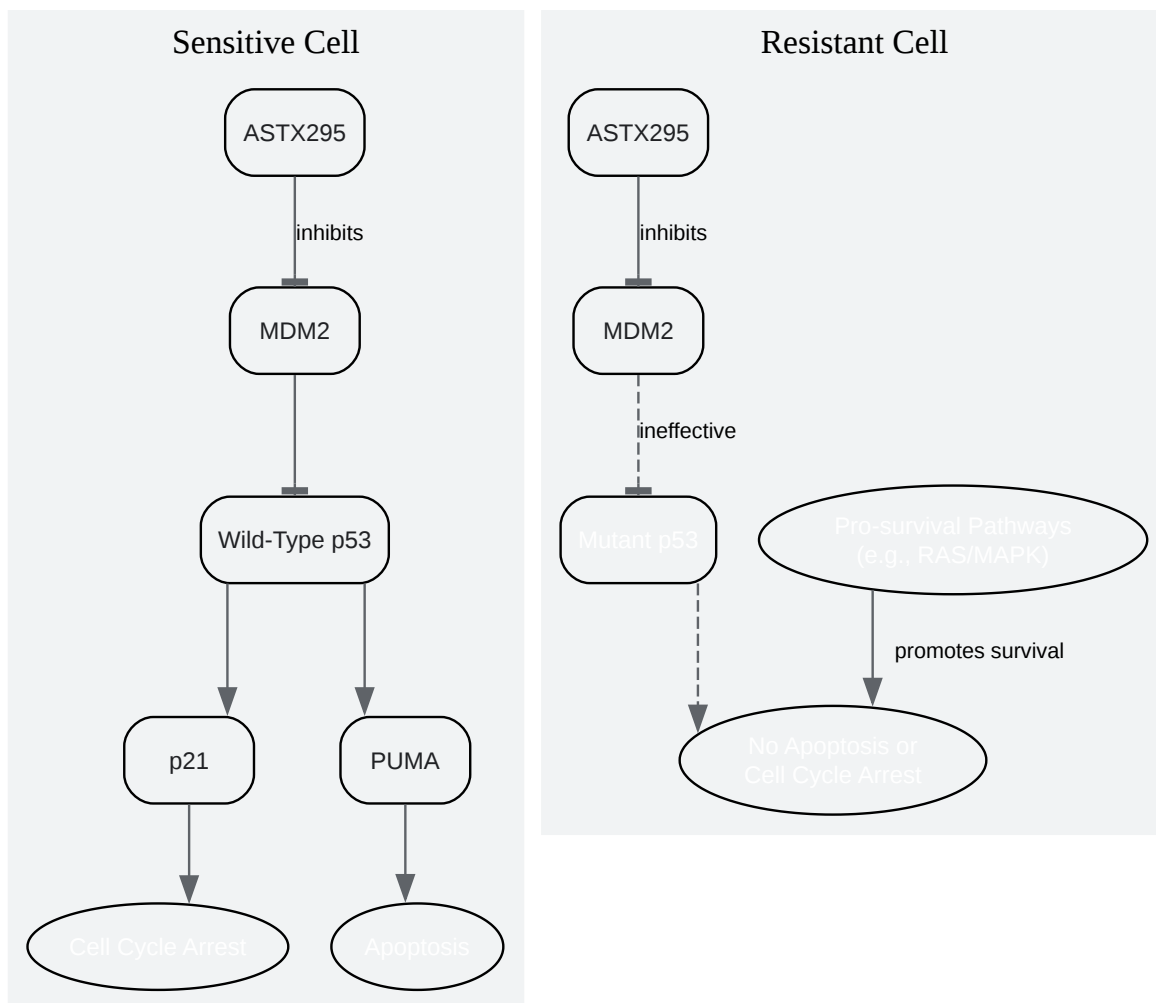 Sensitive Cell
ASTX295
inhibits
MDM2
Wild-Type p53
p21
PUMA
Cell Cycle Arrest
Apoptosis
Resistant Cell
ASTX295
inhibits
MDM2
ineffective
Mutant p53
Pro-survival Pathways
(e.g., RAS/MAPK)
promotes survival
No Apoptosis or
Cell Cycle Arrest